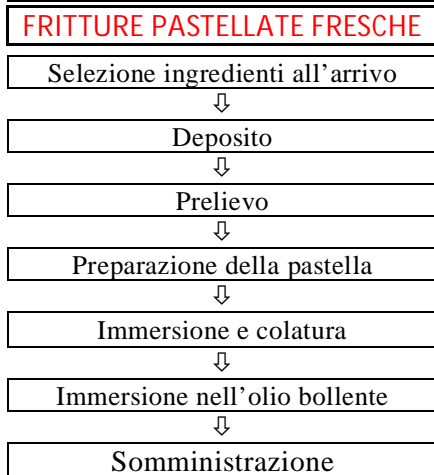 FRITTURE PASTELLATE FRESCHE
Selezione ingredienti all'arrivo
⇩
Deposito
⇩
Prelievo
⇩
Preparazione della pastella
⇩
Immersione e colatura
⇩
Immersione nell'olio bollente
⇩
Somministrazione